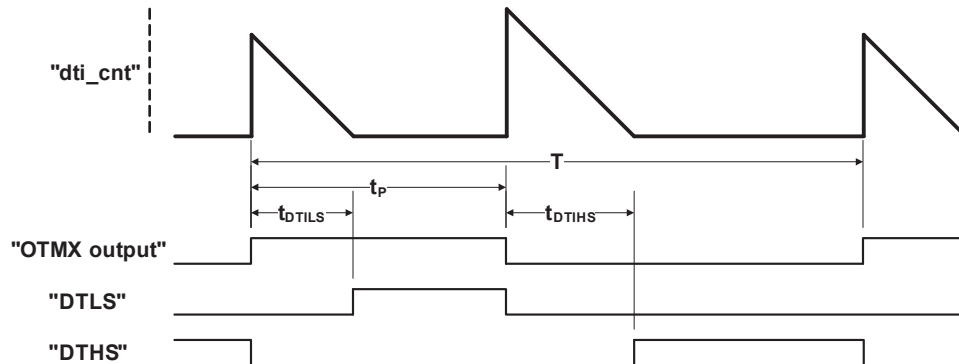 "dti_cnt"
T
tP
tDTILS
tDTIHS
"OTMX output"
"DTLS"
"DTHS"